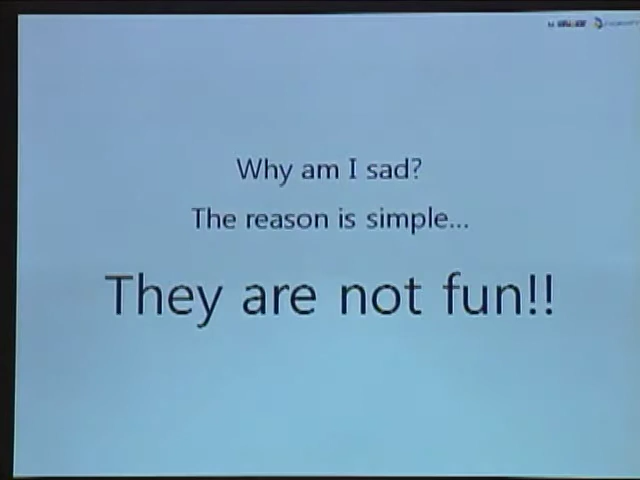 Why am I sad?
The reason is simple...
They are not fun!!